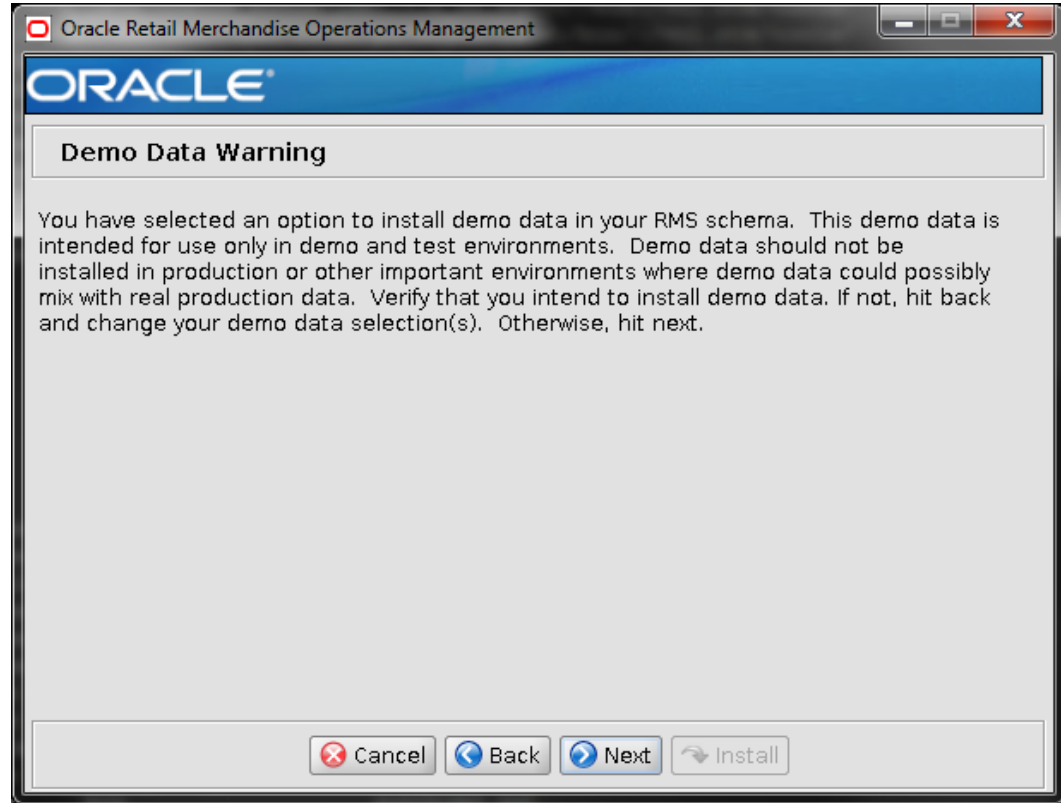 Oracle Retail Merchandise Operations Management
ORACLE
Demo Data Warning
You have selected an option to install demo data in your RMS schema.  This demo data is
intended for use only in demo and test environments.  Demo data should not be
installed in production or other important environments where demo data could possibly
mix with real production data.  Verify that you intend to install demo data. If not, hit back
and change your demo data selection(s).  Otherwise, hit next.
Cancel Back Next Install